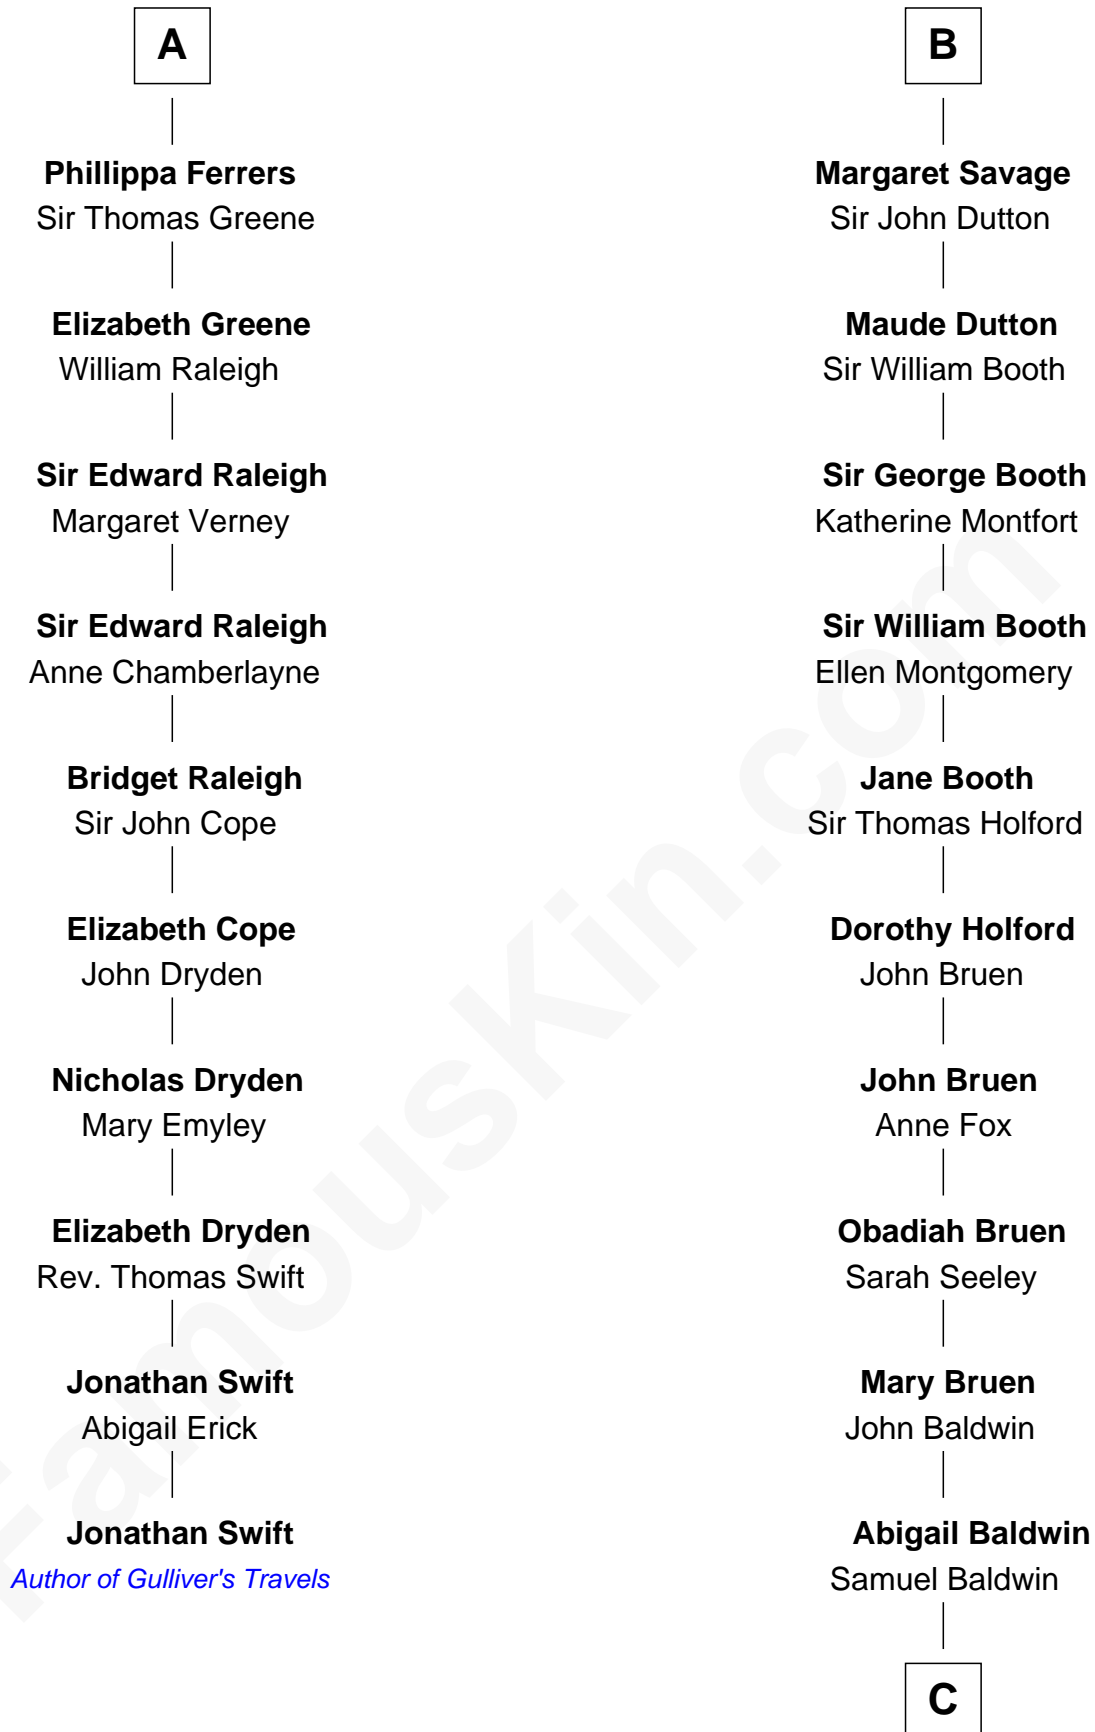 A
Phillippa Ferrers
Sir Thomas Greene
Elizabeth Greene
William Raleigh
Sir Edward Raleigh
Margaret Verney
Sir Edward Raleigh
Anne Chamberlayne
Bridget Raleigh
Sir John Cope
Elizabeth Cope
John Dryden
Nicholas Dryden
Mary Emyley
Elizabeth Dryden
Rev. Thomas Swift
Jonathan Swift
Abigail Erick
Jonathan Swift
Author of Gulliver's Travels
B
Margaret Savage
Sir John Dutton
Maude Dutton
Sir William Booth
Sir George Booth
Katherine Montfort
Sir William Booth
Ellen Montgomery
Jane Booth
Sir Thomas Holford
Dorothy Holford
John Bruen
John Bruen
Anne Fox
Obadiah Bruen
Sarah Seeley
Mary Bruen
John Baldwin
Abigail Baldwin
Samuel Baldwin
C
FamousKin.com